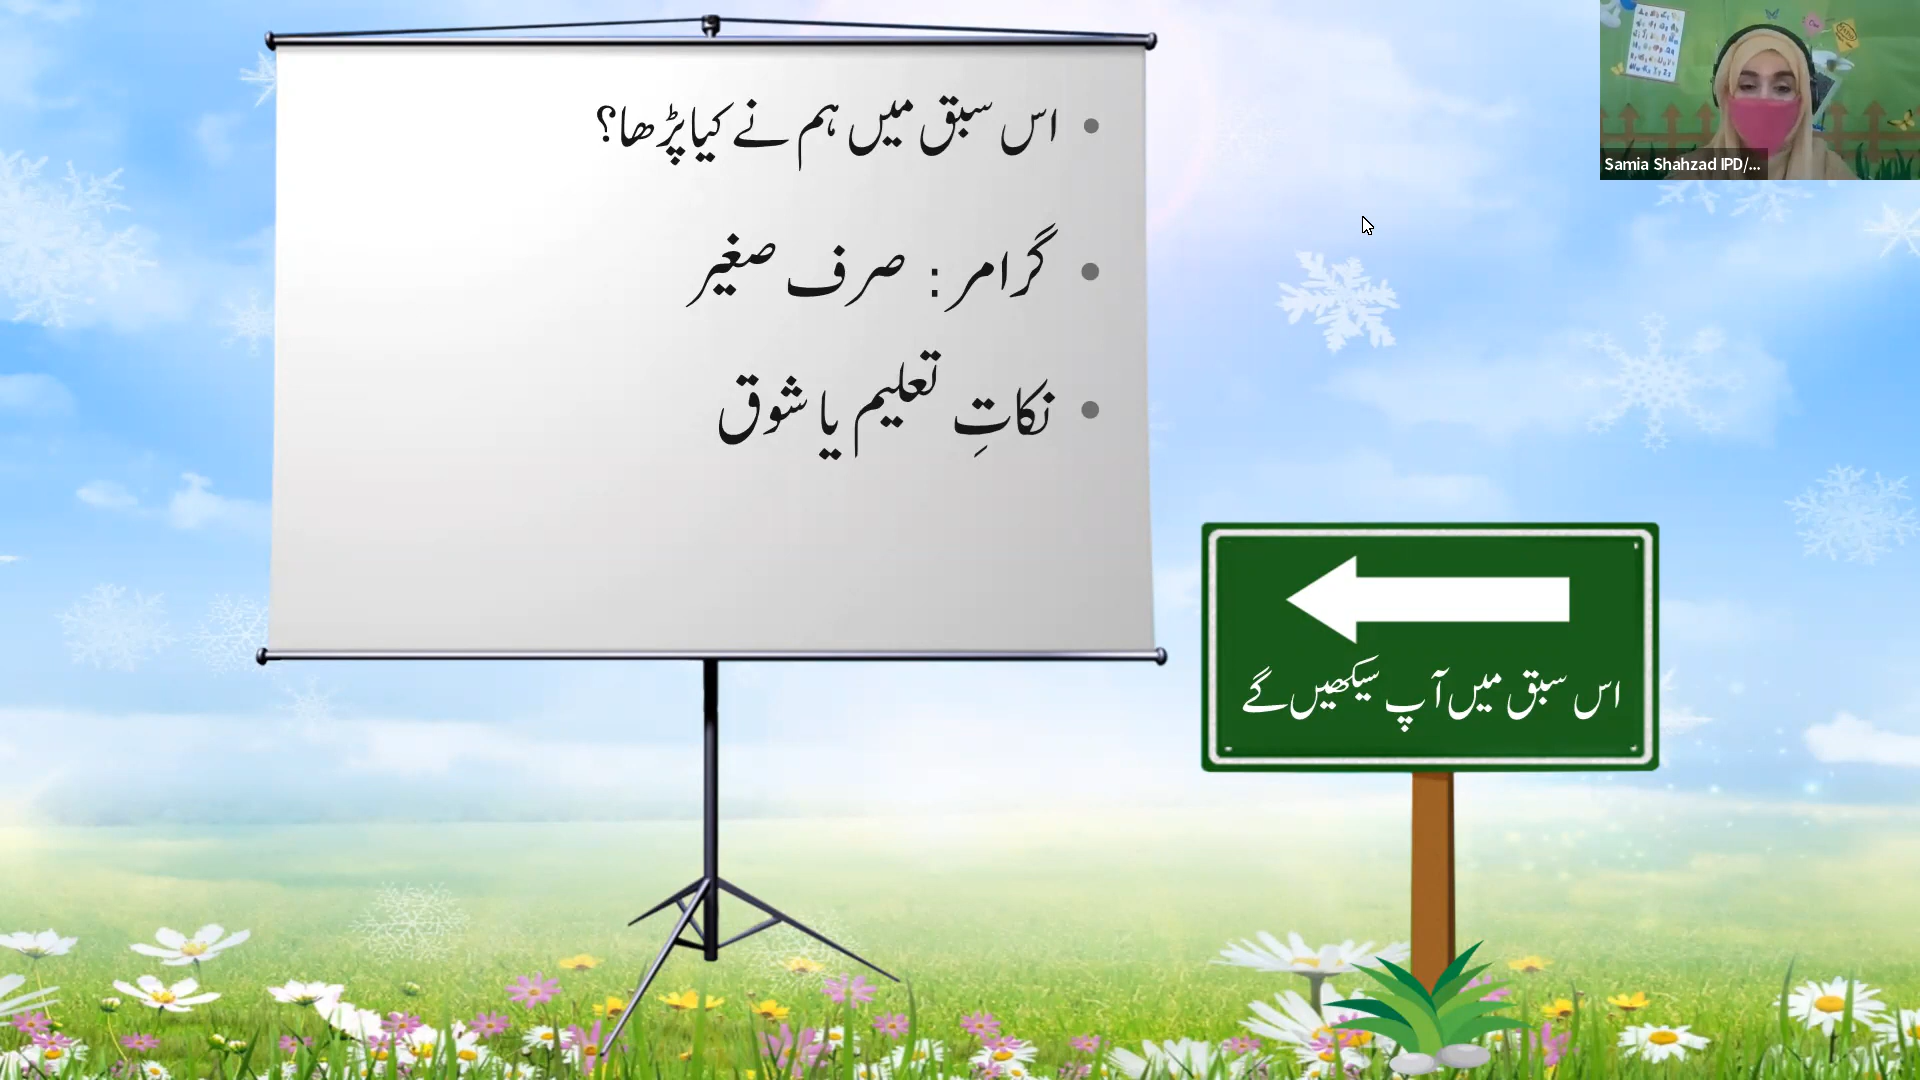 اس سبق میں ہم نے کیا پڑھا؟
گرامر : صرف صغیر
نکاتِ تعلیم یا شوق
اس سبق میں آپ سیکھیں گے
Samia Shahzad IPD/...